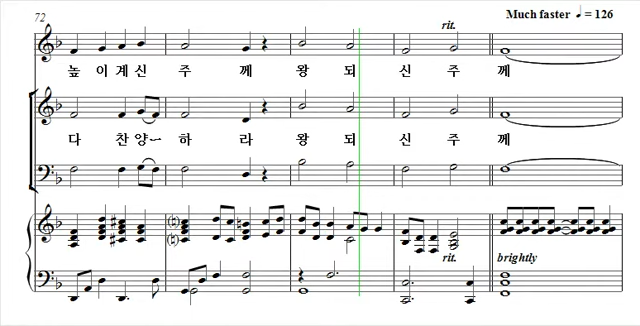 72
rit.
Much faster ♩ = 126
높 이 계 신 주 께 왕 되 신 주 께
다 찬 양~ 하 라 왕 되 신 주 께
rit.
brightly